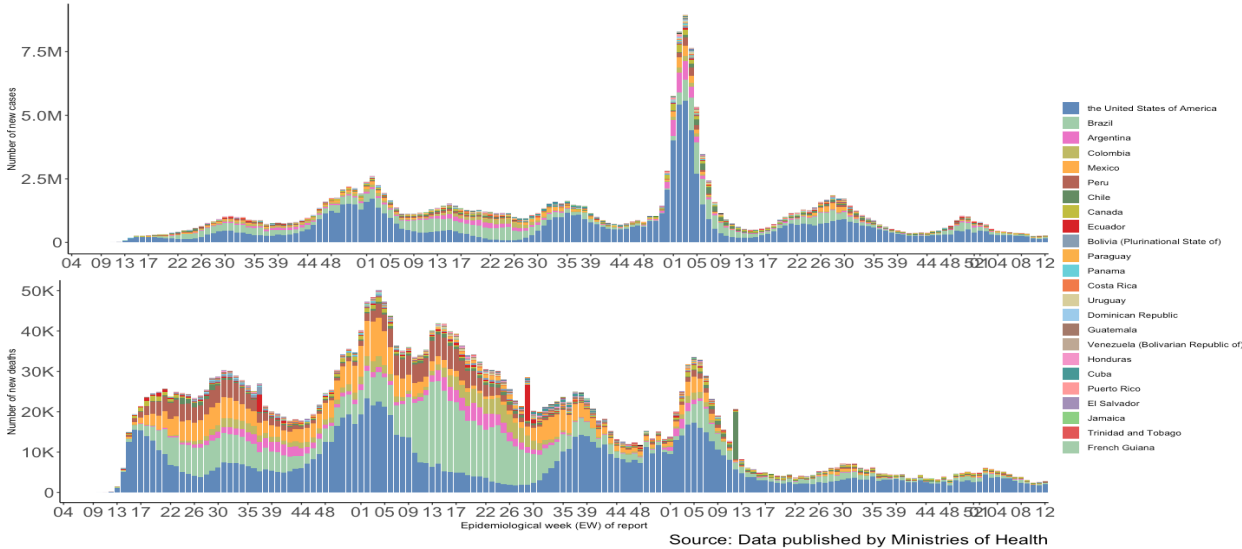 Number of new cases
7.5M
5.0M
2.5M
0
04 09 13 17 22 26 30 35 39 44 48 01 05 09 13 17 22 26 30 35 39 44 48 01 05 09 13 17 22 26 30 35 39 44 48 52 04 08 12
Number of new deaths
50K
40K
30K
20K
10K
0
04 09 13 17 22 26 30 35 39 44 48 01 05 09 13 17 22 26 30 35 39 44 48 01 05 09 13 17 22 26 30 35 39 44 48 52 04 08 12
Epidemiological week (EW) of report
the United States of America
Brazil
Argentina
Colombia
Mexico
Peru
Chile
Canada
Ecuador
Bolivia (Plurinational State of)
Paraguay
Panama
Costa Rica
Uruguay
Dominican Republic
Guatemala
Venezuela (Bolivarian Republic of)
Honduras
Cuba
Puerto Rico
El Salvador
Jamaica
Trinidad and Tobago
French Guiana
Source: Data published by Ministries of Health